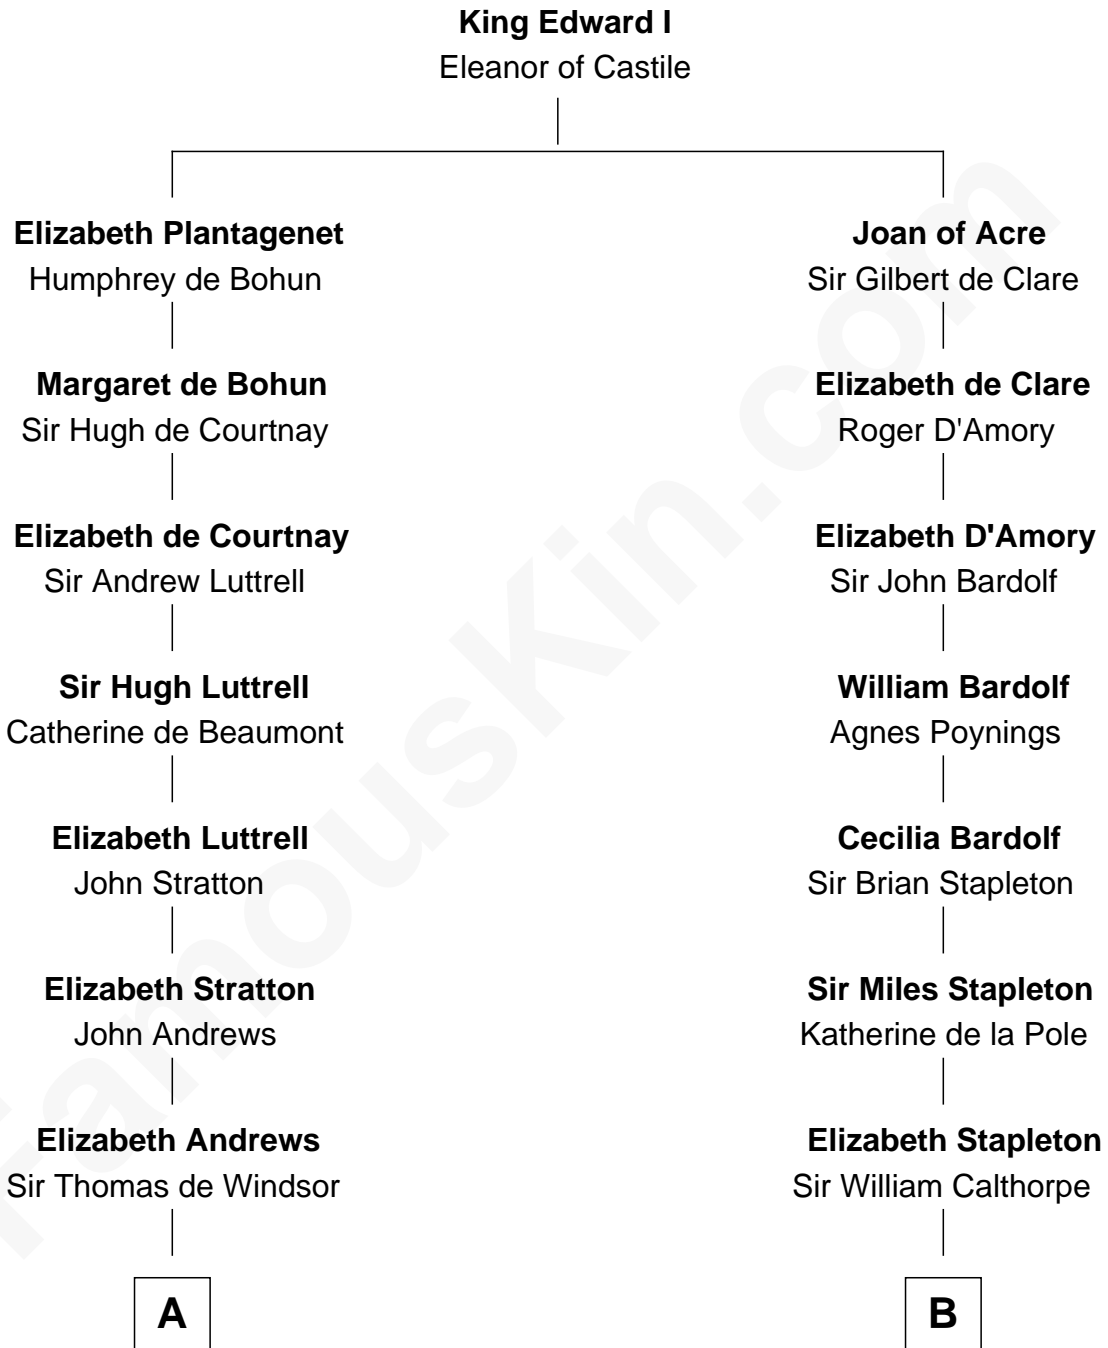 King Edward I
Eleanor of Castile
Elizabeth Plantagenet
Humphrey de Bohun
Joan of Acre
Sir Gilbert de Clare
Margaret de Bohun
Sir Hugh de Courtnay
Elizabeth de Clare
Roger D'Amory
Elizabeth de Courtnay
Sir Andrew Luttrell
Elizabeth D'Amory
Sir John Bardolf
Sir Hugh Luttrell
Catherine de Beaumont
William Bardolf
Agnes Poynings
Elizabeth Luttrell
John Stratton
Cecilia Bardolf
Sir Brian Stapleton
Elizabeth Stratton
John Andrews
Sir Miles Stapleton
Katherine de la Pole
Elizabeth Andrews
Sir Thomas de Windsor
Elizabeth Stapleton
Sir William Calthorpe
A
B
FamousKin.com